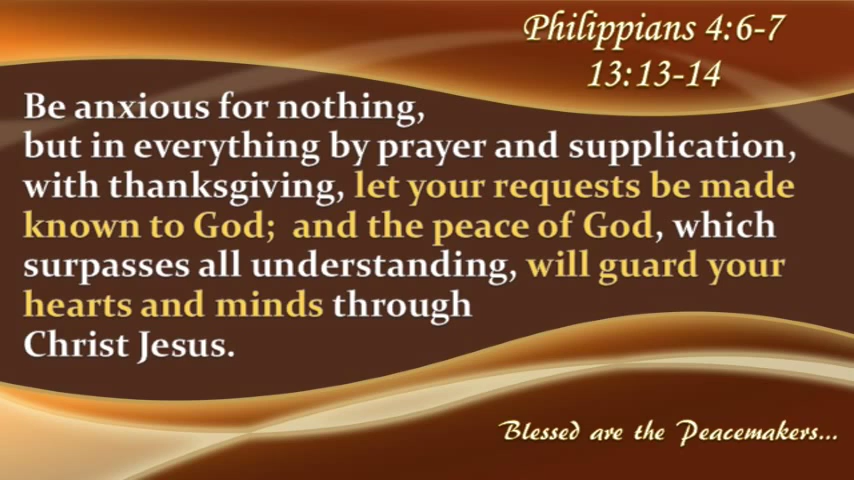 Philippians 4:6-7
13:13-14
Be anxious for nothing,
but in everything by prayer and supplication,
with thanksgiving, let your requests be made
known to God;  and the peace of God, which
surpasses all understanding, will guard your
hearts and minds through
Christ Jesus.
Blessed are the Peacemakers...